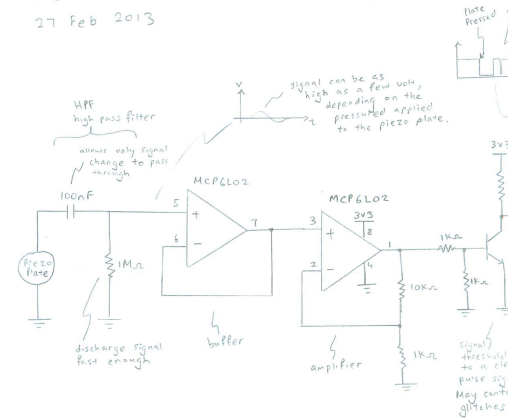 27 Feb 2013
Plate
Pressed
V
t
signal can be as
high as a few volt,
depending on the
pressured applied
to the piezo plate.
HPF
high pass filter
allows only signal
change to pass
through
100nF
MCP6L02
MCP6L02
3V3
3V3
5
+
6
-
7
3
+
2
-
8
4
1
Piezo
Plate
1MΩ
1KΩ
1KΩ
10KΩ
1KΩ
discharge signal
fast enough
buffer
amplifier
signal
threshold
to a cle
pulse sig
May cont
glitches